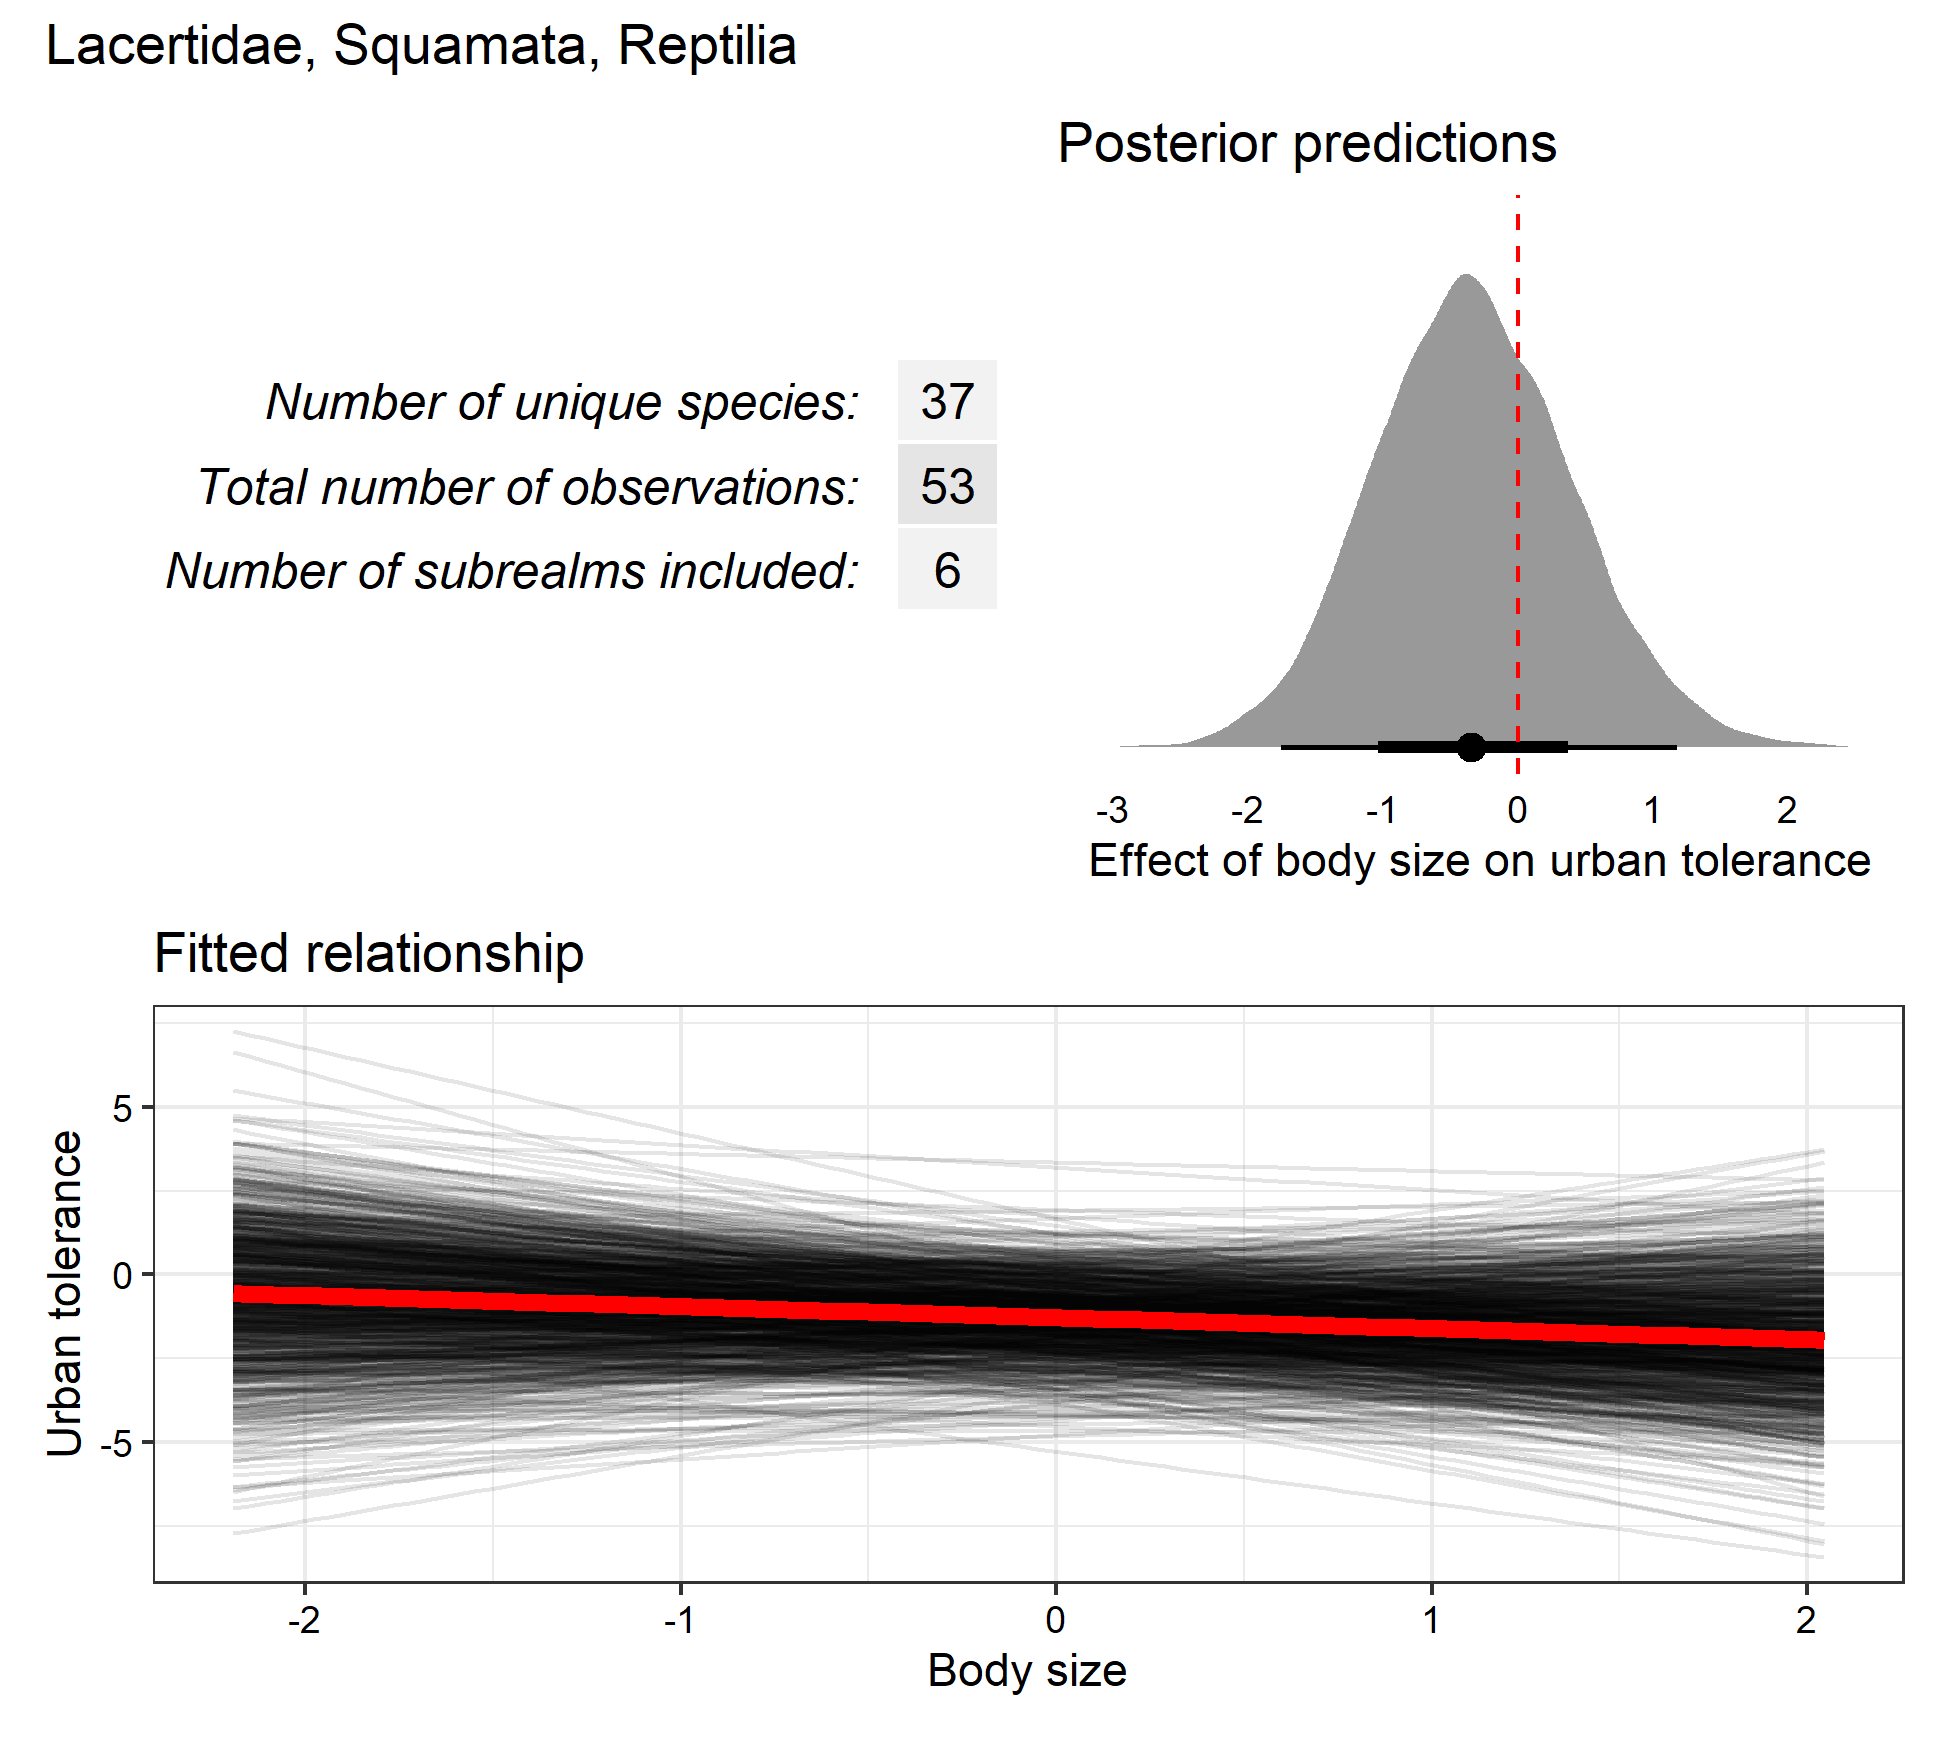 Lacertidae, Squamata, Reptilia
Posterior predictions
Number of unique species: 37
Total number of observations: 53
Number of subrealms included: 6
-3 -2 -1 0 1 2
Effect of body size on urban tolerance
Fitted relationship
5
0
-5
Urban tolerance
-2 -1 0 1 2
Body size